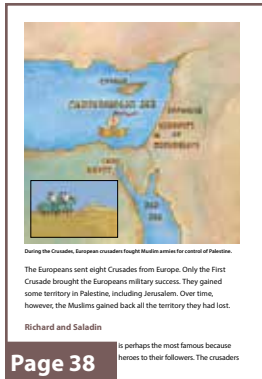 CYPRUS
MEDITERRANEAN SEA
EGYPT
RED
SEA
During the Crusades, European crusaders fought Muslim armies for control of Palestine.
The Europeans sent eight Crusades from Europe. Only the First
Crusade brought the Europeans military success. They gained
some territory in Palestine, including Jerusalem. Over time,
however, the Muslims gained back all the territory they had lost.
Richard and Saladin
is perhaps the most famous because
heroes to their followers. The crusaders
Page 38